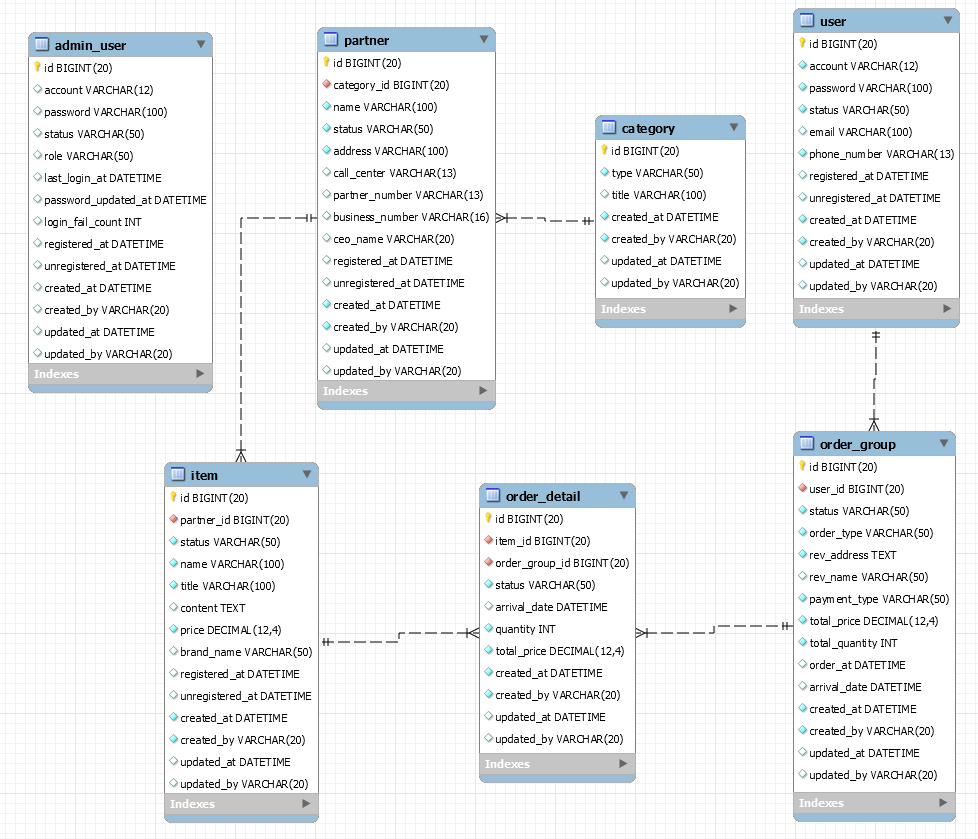 admin_user
id BIGINT(20)
account VARCHAR(12)
password VARCHAR(100)
status VARCHAR(50)
role VARCHAR(50)
last_login_at DATETIME
password_updated_at DATETIME
login_fail_count INT
registered_at DATETIME
unregistered_at DATETIME
created_at DATETIME
created_by VARCHAR(20)
updated_at DATETIME
updated_by VARCHAR(20)
Indexes
partner
id BIGINT(20)
category_id BIGINT(20)
name VARCHAR(100)
status VARCHAR(50)
address VARCHAR(100)
call_center VARCHAR(13)
partner_number VARCHAR(13)
business_number VARCHAR(16)
ceo_name VARCHAR(20)
registered_at DATETIME
unregistered_at DATETIME
created_at DATETIME
created_by VARCHAR(20)
updated_at DATETIME
updated_by VARCHAR(20)
Indexes
category
id BIGINT(20)
type VARCHAR(50)
title VARCHAR(100)
created_at DATETIME
created_by VARCHAR(20)
updated_at DATETIME
updated_by VARCHAR(20)
Indexes
user
id BIGINT(20)
account VARCHAR(12)
password VARCHAR(100)
status VARCHAR(50)
email VARCHAR(100)
phone_number VARCHAR(13)
registered_at DATETIME
unregistered_at DATETIME
created_at DATETIME
created_by VARCHAR(20)
updated_at DATETIME
updated_by VARCHAR(20)
Indexes
item
id BIGINT(20)
partner_id BIGINT(20)
status VARCHAR(50)
name VARCHAR(100)
title VARCHAR(100)
content TEXT
price DECIMAL(12,4)
brand_name VARCHAR(50)
registered_at DATETIME
unregistered_at DATETIME
created_at DATETIME
created_by VARCHAR(20)
updated_at DATETIME
updated_by VARCHAR(20)
Indexes
order_detail
id BIGINT(20)
item_id BIGINT(20)
order_group_id BIGINT(20)
status VARCHAR(50)
arrival_date DATETIME
quantity INT
total_price DECIMAL(12,4)
created_at DATETIME
created_by VARCHAR(20)
updated_at DATETIME
updated_by VARCHAR(20)
Indexes
order_group
id BIGINT(20)
user_id BIGINT(20)
status VARCHAR(50)
order_type VARCHAR(50)
rev_address TEXT
rev_name VARCHAR(50)
payment_type VARCHAR(50)
total_price DECIMAL(12,4)
total_quantity INT
order_at DATETIME
arrival_date DATETIME
created_at DATETIME
created_by VARCHAR(20)
updated_at DATETIME
updated_by VARCHAR(20)
Indexes